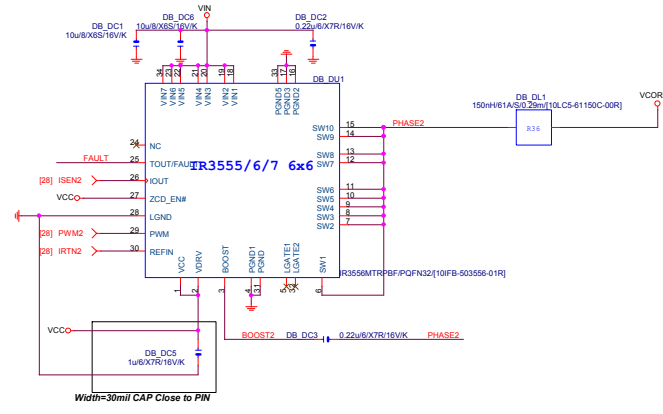 VIN
DB_DC1
10u/8/X6S/16V/K
DB_DC6
10u/8/X6S/16V/K
DB_DC2
0.22u/6/X7R/16V/K
34 23 22 21 20 19 18
33 17 16
DB_DU1
VIN7 VIN6 VIN5 VIN4 VIN3 VIN2 VIN1
PGND5 PGND3 PGND2
DB_DL1
150nH/61A/S/0.29m/[10LC5-61150C-00R]
VCOR
R36
24 NC
FAULT 25 TOUT/FAULT
[28] ISEN2 26 IOUT
VCC 27 ZCD_EN#
28 LGND
[28] PWM2 29 PWM
[28] IRTN2 30 REFIN
IR3555/6/7 6x6
SW10 15 PHASE2
SW9 14
SW8 13
SW7 12
SW6 11
SW5 10
SW4 9
SW3 8
SW2 7
VCC VDRV BOOST PGND1 PGND LGATE1 LGATE2 SW1
1 2 3 4 31 5 6
IR3556MTRPBF/PQFN32/[10IFB-503556-01R]
VCC
DB_DC5
1u/6/X7R/16V/K
BOOST2
DB_DC3
0.22u/6/X7R/16V/K
PHASE2
Width=30mil CAP Close to PIN